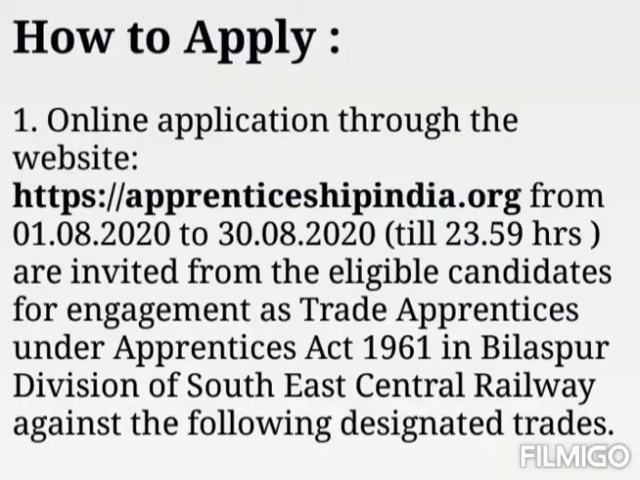 How to Apply :
1. Online application through the
website:
https://apprenticeshipindia.org from
01.08.2020 to 30.08.2020 (till 23.59 hrs )
are invited from the eligible candidates
for engagement as Trade Apprentices
under Apprentices Act 1961 in Bilaspur
Division of South East Central Railway
against the following designated trades.
FILMIGO